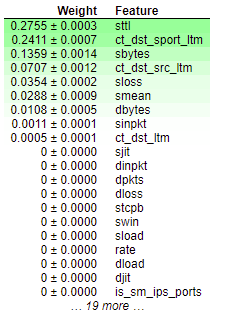 Weight Feature
0.2755 ± 0.0003 sttl
0.2411 ± 0.0007 ct_dst_sport_ltm
0.1359 ± 0.0014 sbytes
0.0707 ± 0.0012 ct_dst_src_ltm
0.0354 ± 0.0002 sloss
0.0288 ± 0.0009 smean
0.0108 ± 0.0005 dbytes
0.0011 ± 0.0001 sinpkt
0.0005 ± 0.0001 ct_dst_ltm
0 ± 0.0000 sjit
0 ± 0.0000 dinpkt
0 ± 0.0000 dpkts
0 ± 0.0000 dloss
0 ± 0.0000 stcpb
0 ± 0.0000 swin
0 ± 0.0000 sload
0 ± 0.0000 rate
0 ± 0.0000 dload
0 ± 0.0000 djit
0 ± 0.0000 is_sm_ips_ports
… 19 more …